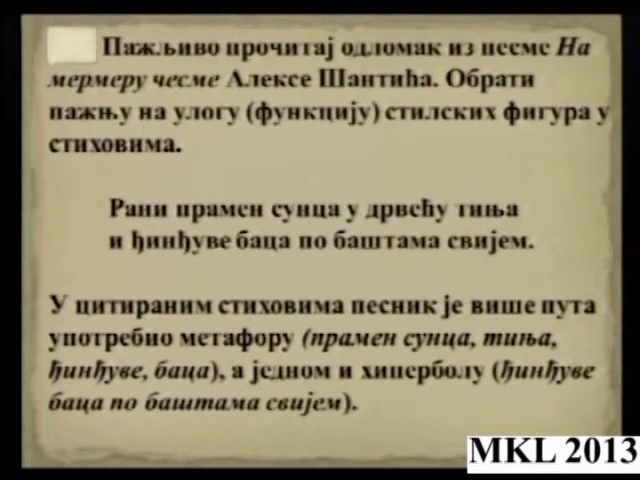 Пажљиво прочитај одломак из песме На
мермеру чесме Алексе Шантића. Обрати
пажњу на улогу (функцију) стилских фигура у
стиховима.
Рани прамен сунца у дрвећу тиња
и ђинђуве баца по баштама свијем.
У цитираним стиховима песник је више пута
употребио метафору (прамен сунца, тиња,
ђинђуве, баца), а једном и хиперболу (ђинђуве
баца по баштама свијем).
MKL 2013